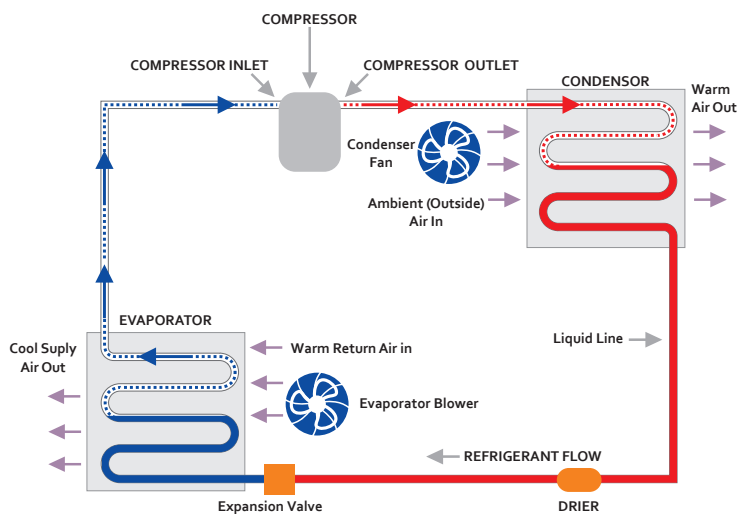 COMPRESSOR
COMPRESSOR INLET
COMPRESSOR OUTLET
CONDENSOR
Warm
Air Out
Condenser
Fan
Ambient (Outside)
Air In
EVAPORATOR
Cool Suply
Air Out
Warm Return Air in
Liquid Line
Evaporator Blower
REFRIGERANT FLOW
Expansion Valve
DRIER